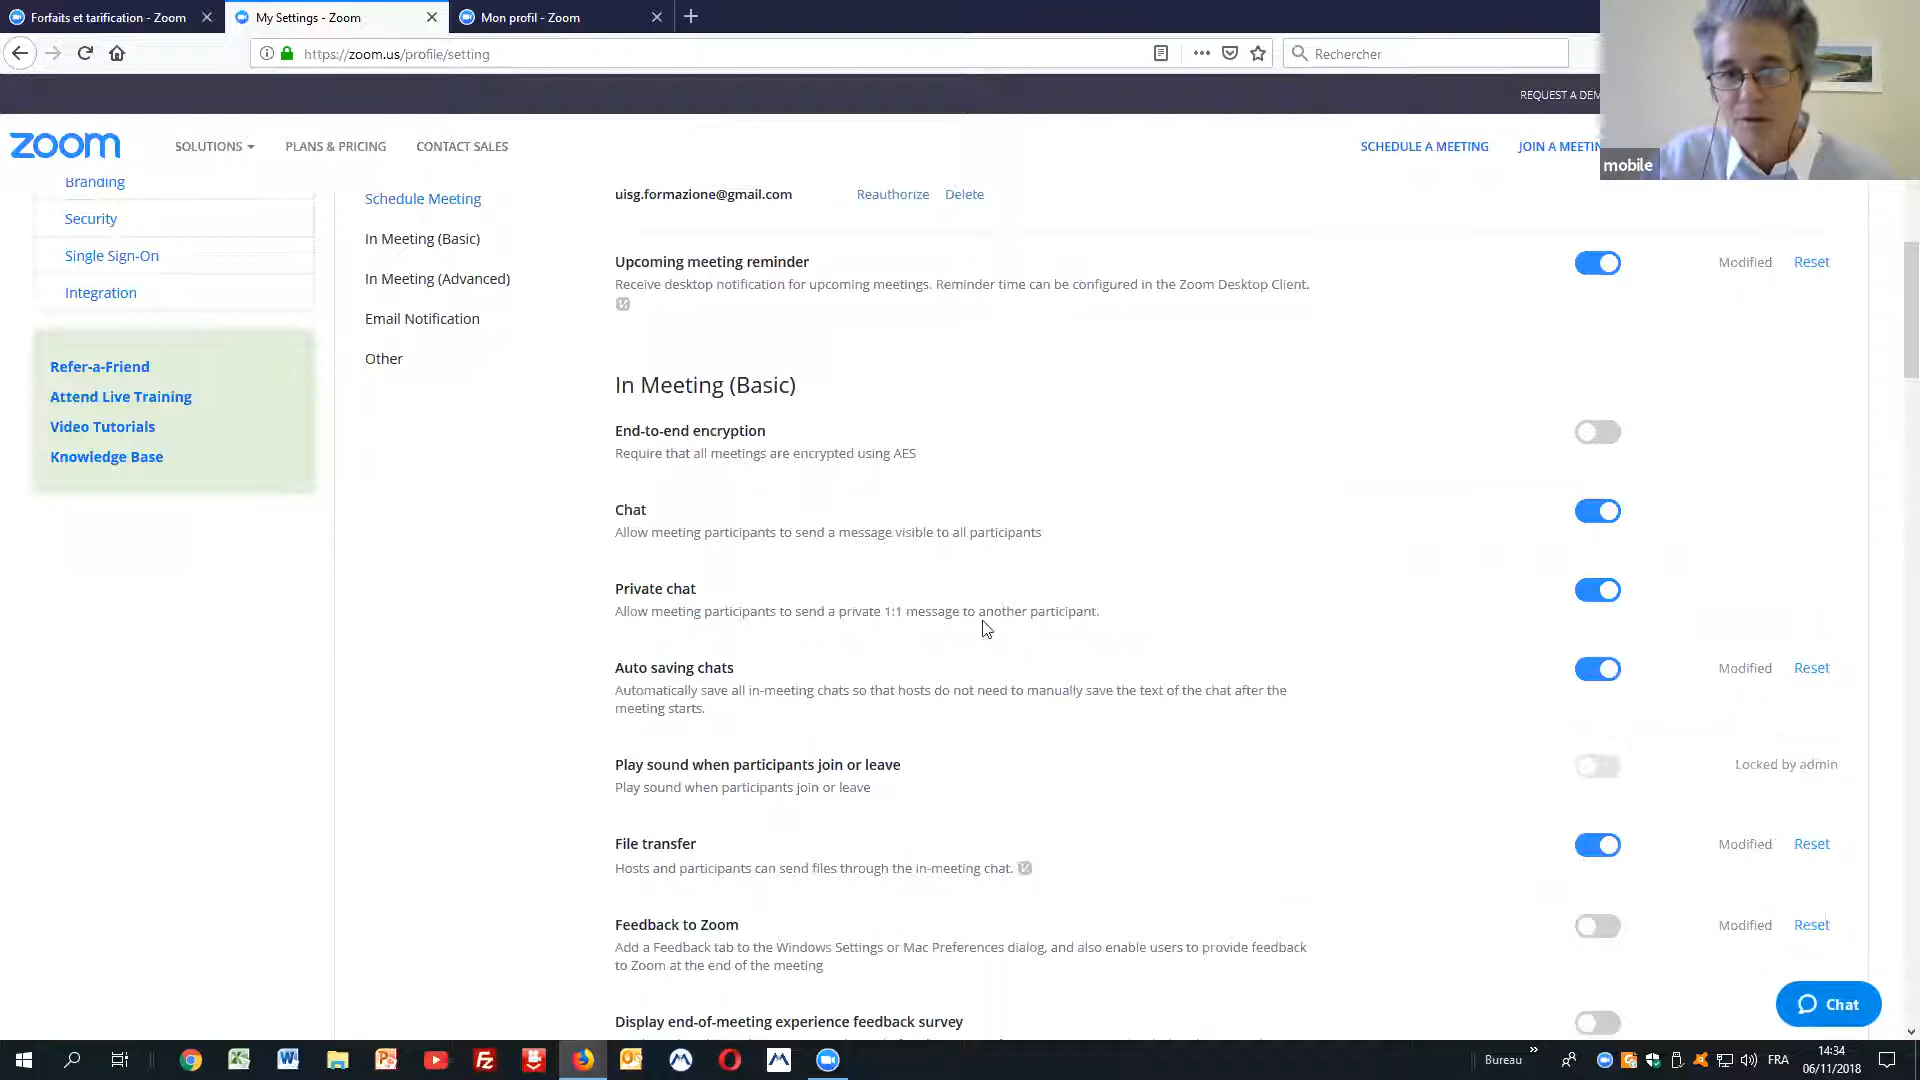 Forfaits et tarification - Zoom
My Settings - Zoom
Mon profil - Zoom
https://zoom.us/profile/setting
Rechercher
REQUEST A DEM
zoom
SOLUTIONS
PLANS & PRICING
CONTACT SALES
SCHEDULE A MEETING
JOIN A MEETIN
mobile
Branding
Security
Single Sign-On
Integration
Refer-a-Friend
Attend Live Training
Video Tutorials
Knowledge Base
Schedule Meeting
In Meeting (Basic)
In Meeting (Advanced)
Email Notification
Other
uisg.formazione@gmail.com Reauthorize Delete
Upcoming meeting reminder Modified Reset
Receive desktop notification for upcoming meetings. Reminder time can be configured in the Zoom Desktop Client.
In Meeting (Basic)
End-to-end encryption
Require that all meetings are encrypted using AES
Chat
Allow meeting participants to send a message visible to all participants
Private chat
Allow meeting participants to send a private 1:1 message to another participant.
Auto saving chats Modified Reset
Automatically save all in-meeting chats so that hosts do not need to manually save the text of the chat after the
meeting starts.
Play sound when participants join or leave Locked by admin
Play sound when participants join or leave
File transfer Modified Reset
Hosts and participants can send files through the in-meeting chat.
Feedback to Zoom Modified Reset
Add a Feedback tab to the Windows Settings or Mac Preferences dialog, and also enable users to provide feedback
to Zoom at the end of the meeting
Display end-of-meeting experience feedback survey
Chat
Bureau
FRA
14:34
06/11/2018